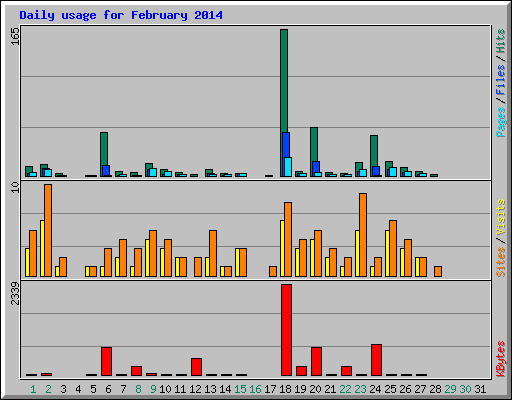 Daily usage for February 2014
165
Pages / Files / Hits
10
Sites / Visits
2339
KBytes
1 2 3 4 5 6 7 8 9 10 11 12 13 14 15 16 17 18 19 20 21 22 23 24 25 26 27 28 29 30 31